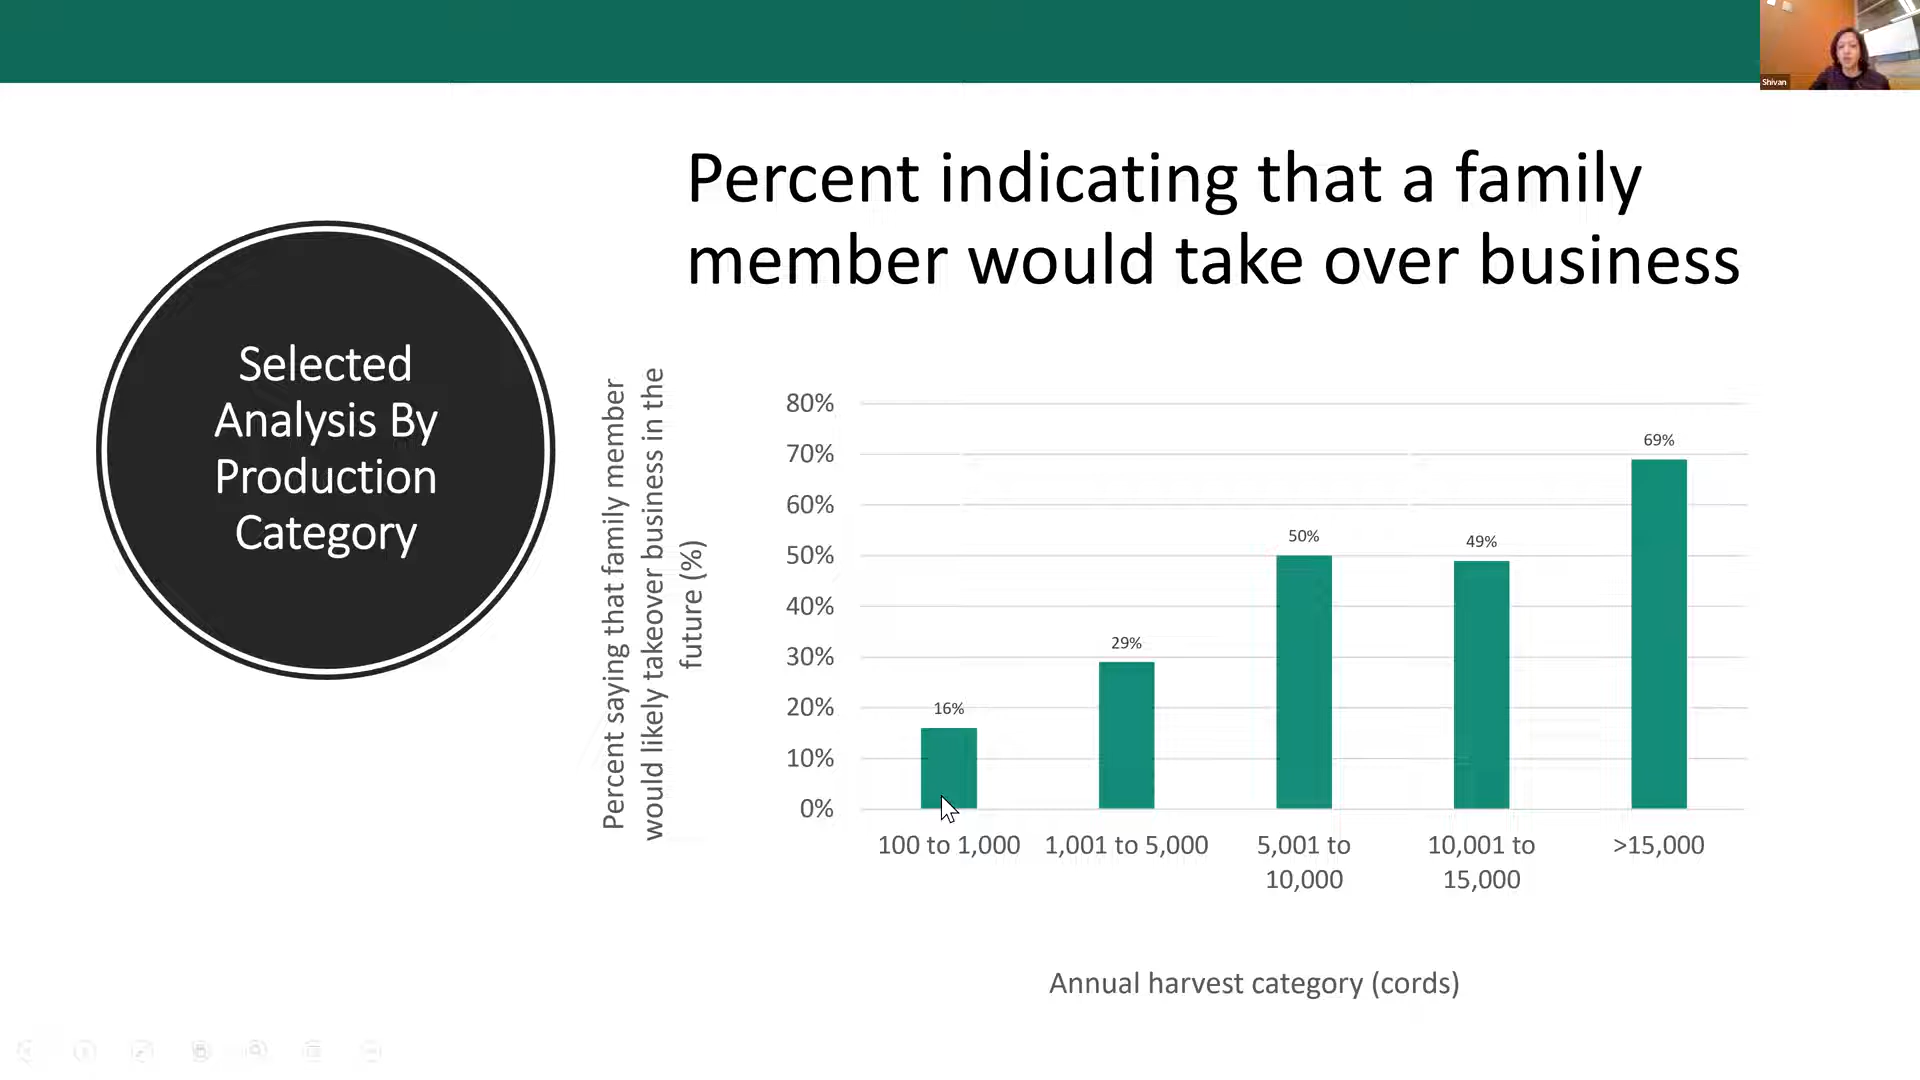 Shivan
Percent indicating that a family
member would take over business
Selected
Analysis By
Production
Category
Percent saying that family member
would likely takeover business in the
future (%)
80%
70%
60%
50%
40%
30%
20%
10%
0%
16%
29%
50%
49%
69%
100 to 1,000
1,001 to 5,000
5,001 to
10,000
10,001 to
15,000
>15,000
Annual harvest category (cords)